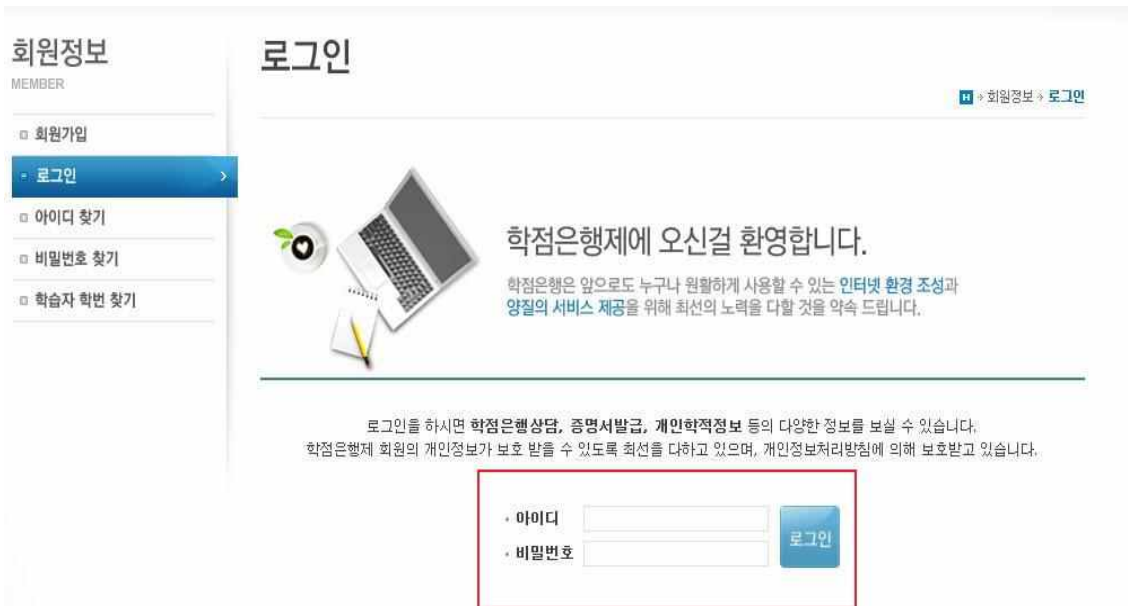 회원정보
MEMBER
회원가입
로그인
아이디 찾기
비밀번호 찾기
학습자 학번 찾기
로그인
H 회원정보 로그인
학점은행제에 오신걸 환영합니다.
학점은행은 앞으로도 누구나 원활하게 사용할 수 있는 인터넷 환경 조성과
양질의 서비스 제공을 위해 최선의 노력을 다할 것을 약속 드립니다.
로그인을 하시면 학점은행상담, 증명서발급, 개인학적정보 등의 다양한 정보를 보실 수 있습니다.
학점은행제 회원의 개인정보가 보호 받을 수 있도록 최선을 다하고 있으며, 개인정보처리방침에 의해 보호받고 있습니다.
아이디
비밀번호
로그인